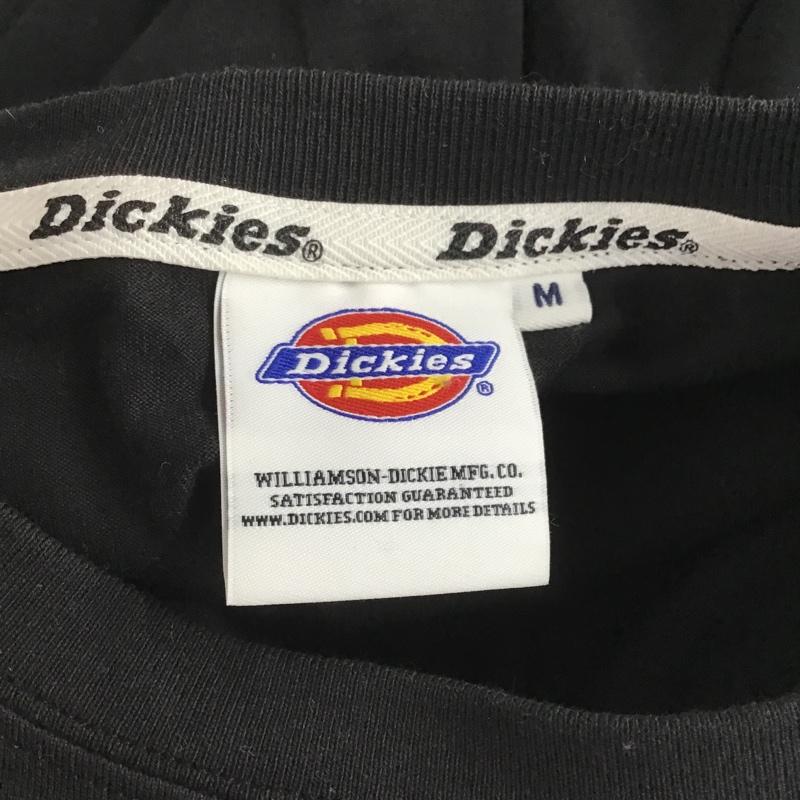 Dickies® Dickies®
M
Dickies®
WILLIAMSON-DICKIE MFG. CO.
SATISFACTION GUARANTEED
WWW.DICKIES.COM FOR MORE DETAILS